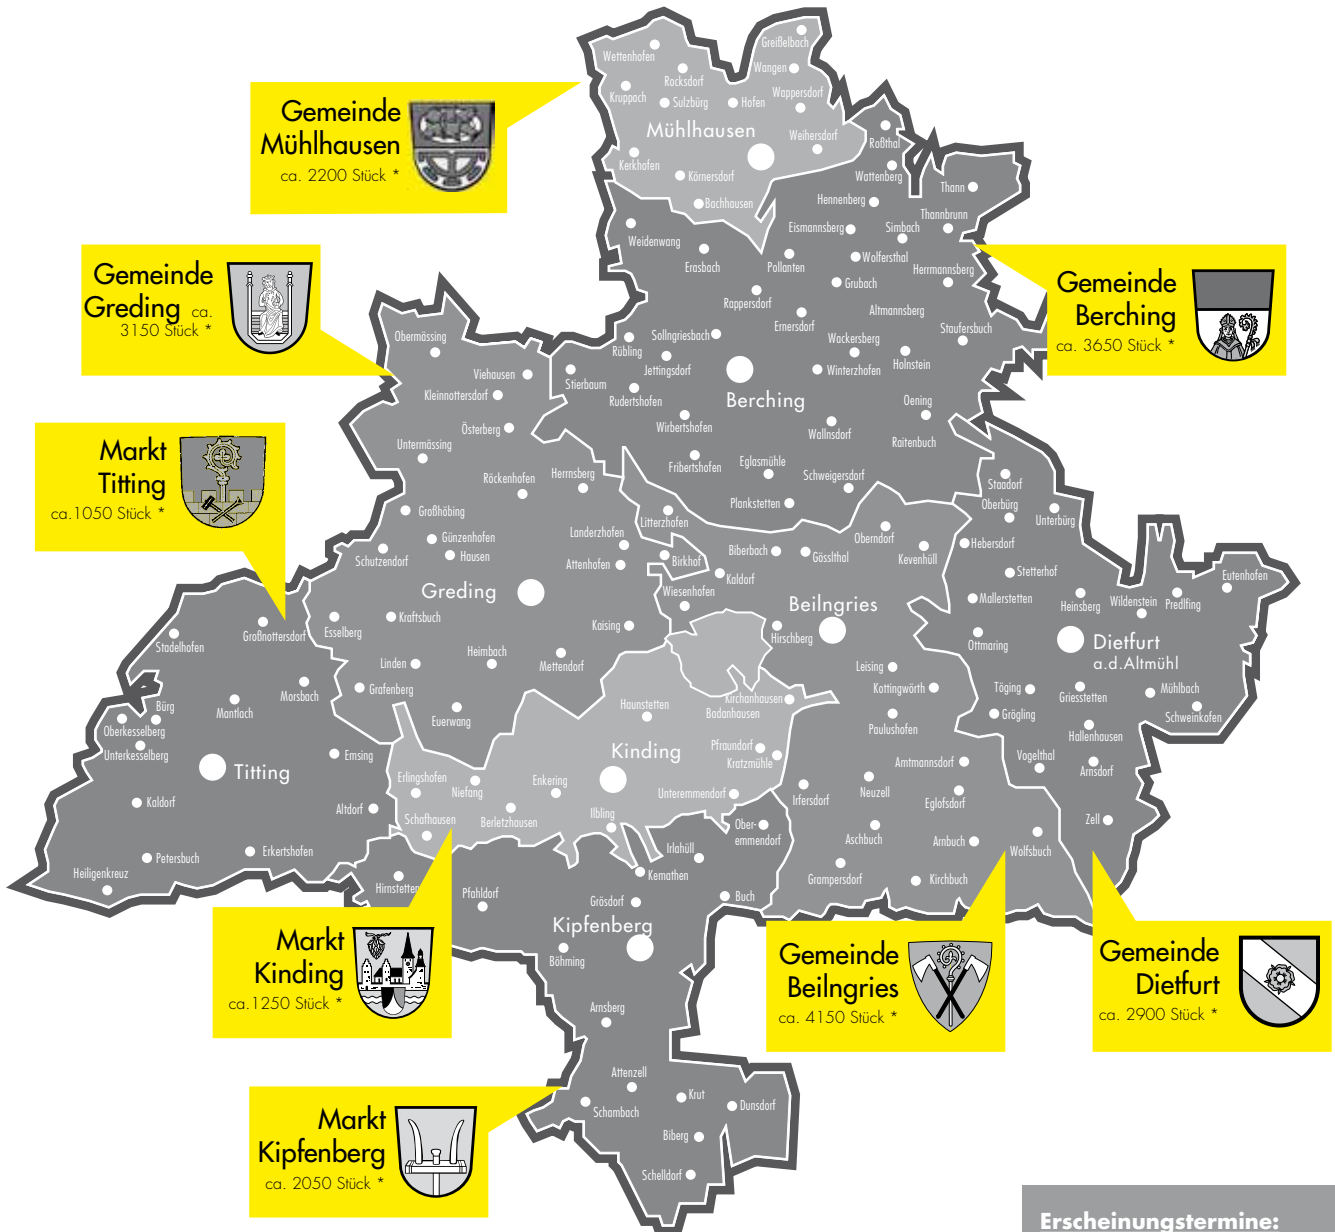 Greißelbach
Wettenhofen
Wangen
Rocksdorf
Kruppach
Sulzbürg
Hofen
Wappersdorf
Mühlhausen
Weihersdorf
Kerkhofen
Körnersdorf
Bachhausen
Gemeinde
Mühlhausen
ca. 2200 Stück *
Roßthal
Wattenberg
Thann
Hennenberg
Thannbrunn
Eismannsberg
Simbach
Weidenwang
Erasbach
Pollanten
Wolfersthal
Herrmannsberg
Grubach
Rappersdorf
Altmannsberg
Ernersdorf
Staufersbuch
Sollngriesbach
Rübling
Wackersberg
Jettingsdorf
Holnstein
Stierbaum
Winterzhofen
Rudertshofen
Berching
Oening
Wirbertshofen
Wallnsdorf
Raitenbuch
Fribertshofen
Eglasmühle
Schweigersdorf
Plankstetten
Gemeinde
Berching
ca. 3650 Stück *
Gemeinde
Greding ca.
3150 Stück *
Obermässing
Viehausen
Kleinnottersdorf
Österberg
Untermässing
Röckenhofen
Herrnsberg
Großhöbing
Günzenhofen
Landerzhofen
Schutzendorf
Hausen
Attenhofen
Greding
Kraftsbuch
Esselberg
Kaising
Linden
Heimbach
Mettendorf
Grafenberg
Euerwang
Litterzhofen
Birkhof
Biberbach
Gösslthal
Oberndorf
Kevenhüll
Kaldorf
Wiesenhofen
Beilngries
Hirschberg
Leising
Kottingwörth
Paulushofen
Amtmannsdorf
Neuzell
Irfersdorf
Eglofsdorf
Aschbuch
Arnbuch
Wolfsbuch
Grampersdorf
Kirchbuch
Staadorf
Oberbürg
Unterbürg
Hebersdorf
Stetterhof
Eutenhofen
Mallerstetten
Heinsberg
Wildenstein
Predlfing
Ottmaring
Dietfurt
a.d.Altmühl
Töging
Griesstetten
Mühlbach
Grögling
Schweinkofen
Hallenhausen
Vogelthal
Arnsdorf
Zell
Markt
Titting
ca.1050 Stück *
Großnottersdorf
Stadelhofen
Morsbach
Mantlach
Bürg
Oberkesselberg
Unterkesselberg
Emsing
Titting
Kaldorf
Altdorf
Petersbuch
Erkertshofen
Heiligenkreuz
Kirchanhausen
Badanhausen
Haunstetten
Kinding
Pfraundorf
Kratzmühle
Erlingshofen
Niefang
Enkering
Unteremmendorf
Schafhausen
Berletzhausen
Ilbling
Ober-
emmendorf
Irlahüll
Kemathen
Hirnstetten
Pfahldorf
Grösdorf
Buch
Kipfenberg
Böhming
Arnsberg
Attenzell
Schambach
Krut
Dunsdorf
Biberg
Schelldorf
Markt
Kinding
ca.1250 Stück *
Gemeinde
Beilngries
ca. 4150 Stück *
Gemeinde
Dietfurt
ca. 2900 Stück *
Markt
Kipfenberg
ca. 2050 Stück *
Erscheinungstermine: